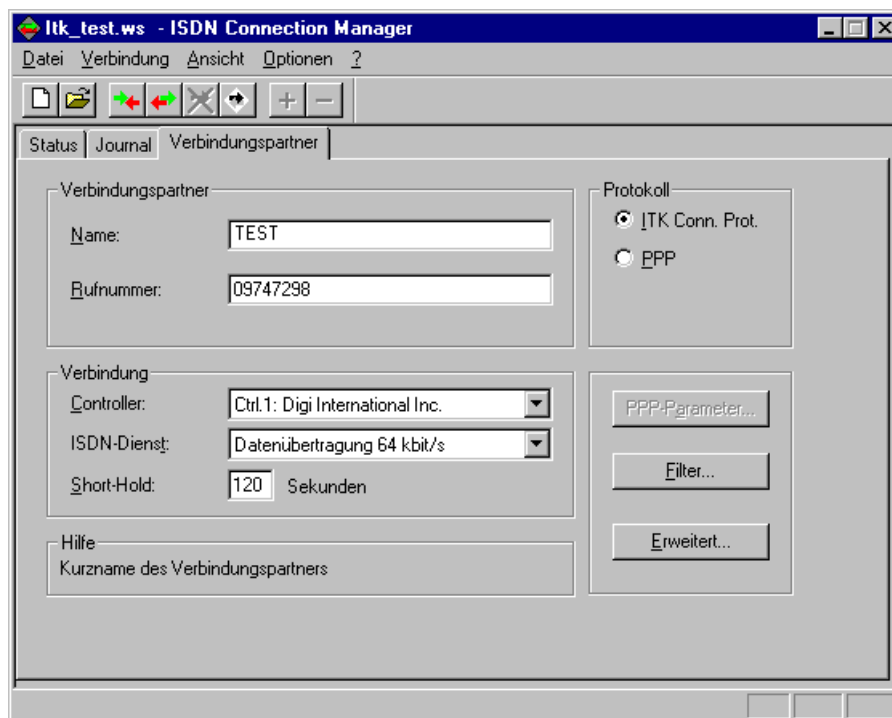 Itk_test.ws - ISDN Connection Manager
Datei Verbindung Ansicht Optionen ?
Status Journal Verbindungspartner
Verbindungspartner
Name: TEST
Rufnummer: 09747298
Protokoll
ITK Conn. Prot.
PPP
Verbindung
Controller: Ctrl.1: Digi International Inc.
ISDN-Dienst: Datenübertragung 64 kbit/s
Short-Hold: 120 Sekunden
PPP-Parameter...
Filter...
Erweitert...
Hilfe
Kurzname des Verbindungspartners